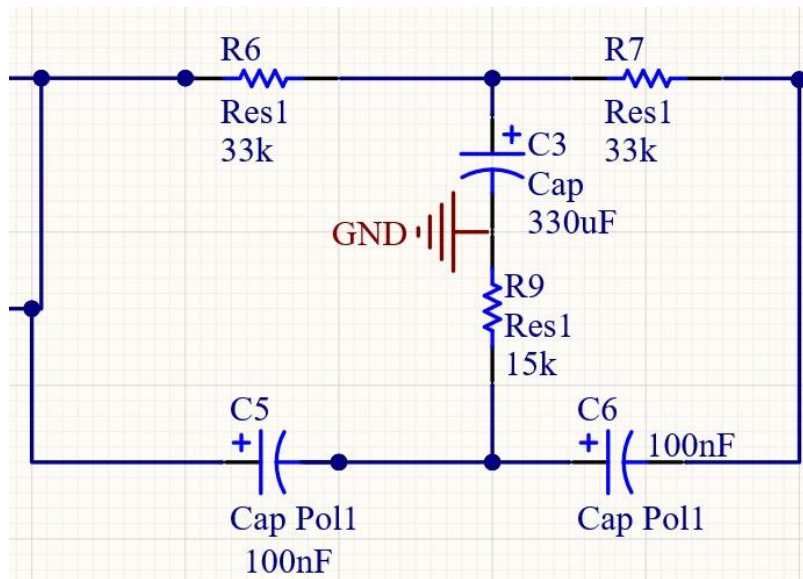 R6
Res1
33k
R7
Res1
33k
+ C3
Cap
330uF
GND
R9
Res1
15k
C5
+
Cap Pol1
100nF
C6
+
100nF
Cap Pol1